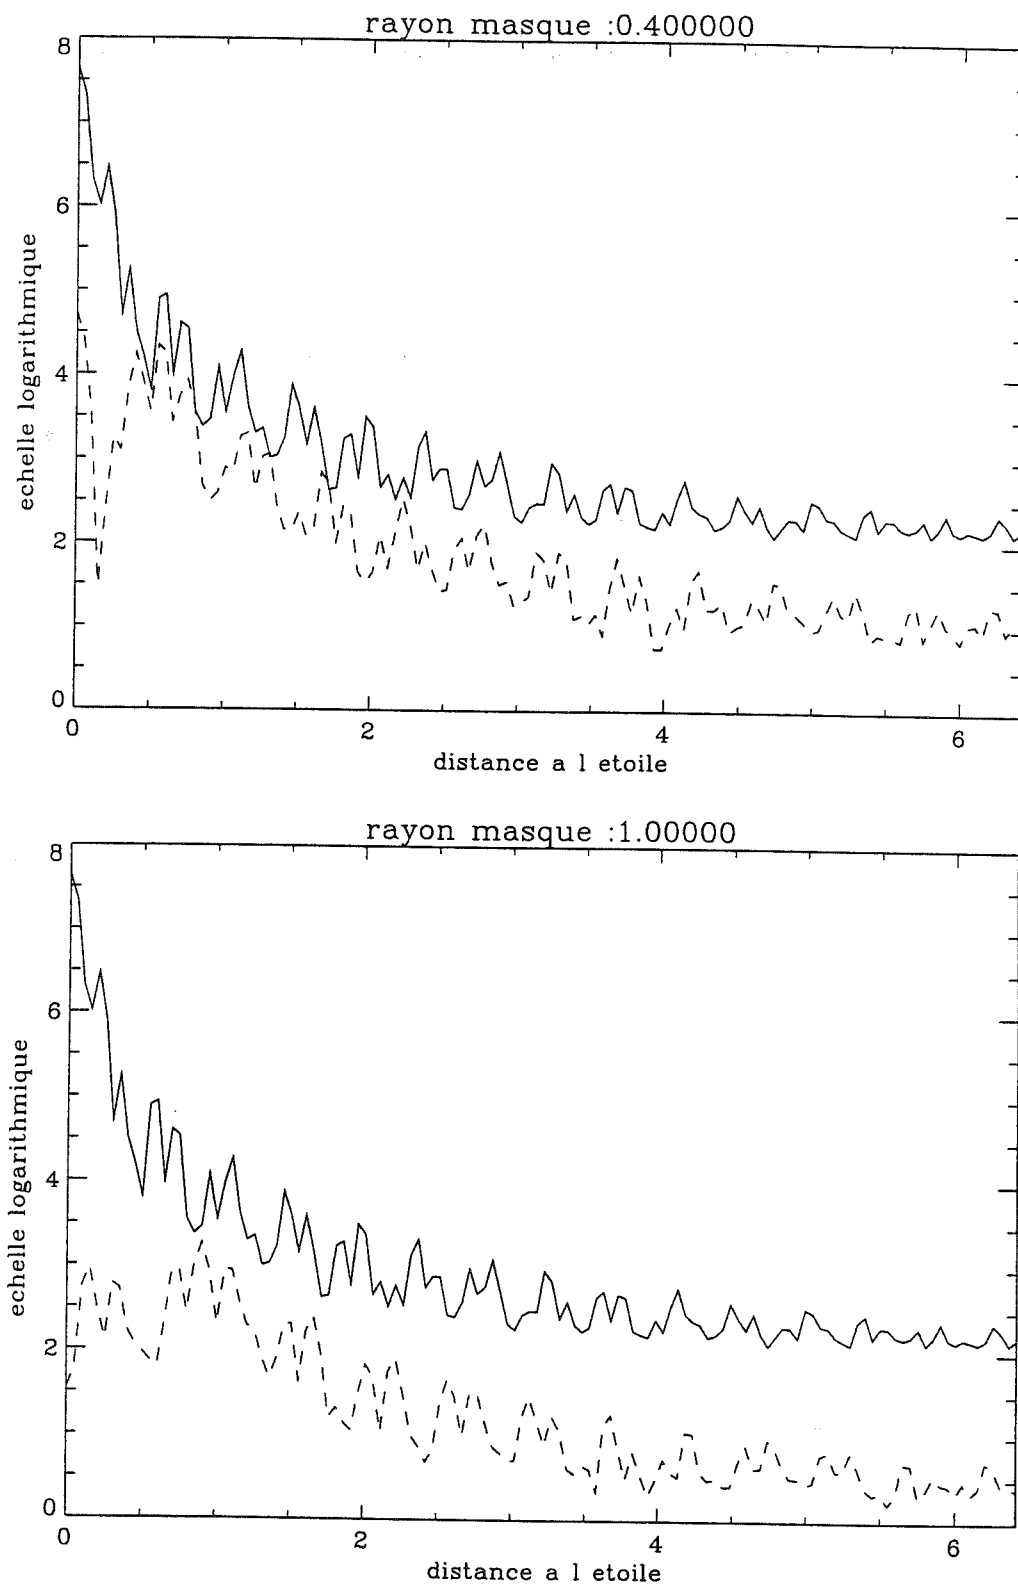 rayon masque :0.400000
8
6
4
2
0
echelle logarithmique
0 2 4 6
distance a l etoile
rayon masque :1.00000
8
6
4
2
0
echelle logarithmique
0 2 4 6
distance a l etoile